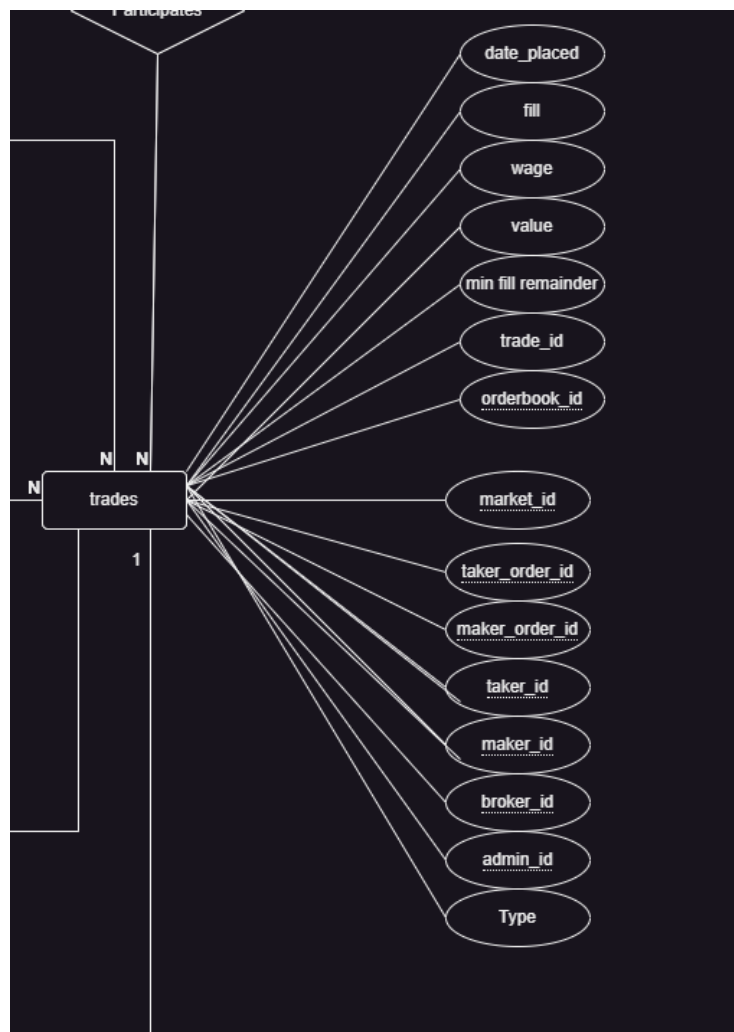 Participates
date_placed
fill
wage
value
min fill remainder
trade_id
orderbook_id
N
N
N
trades
market_id
1
taker_order_id
maker_order_id
taker_id
maker_id
broker_id
admin_id
Type